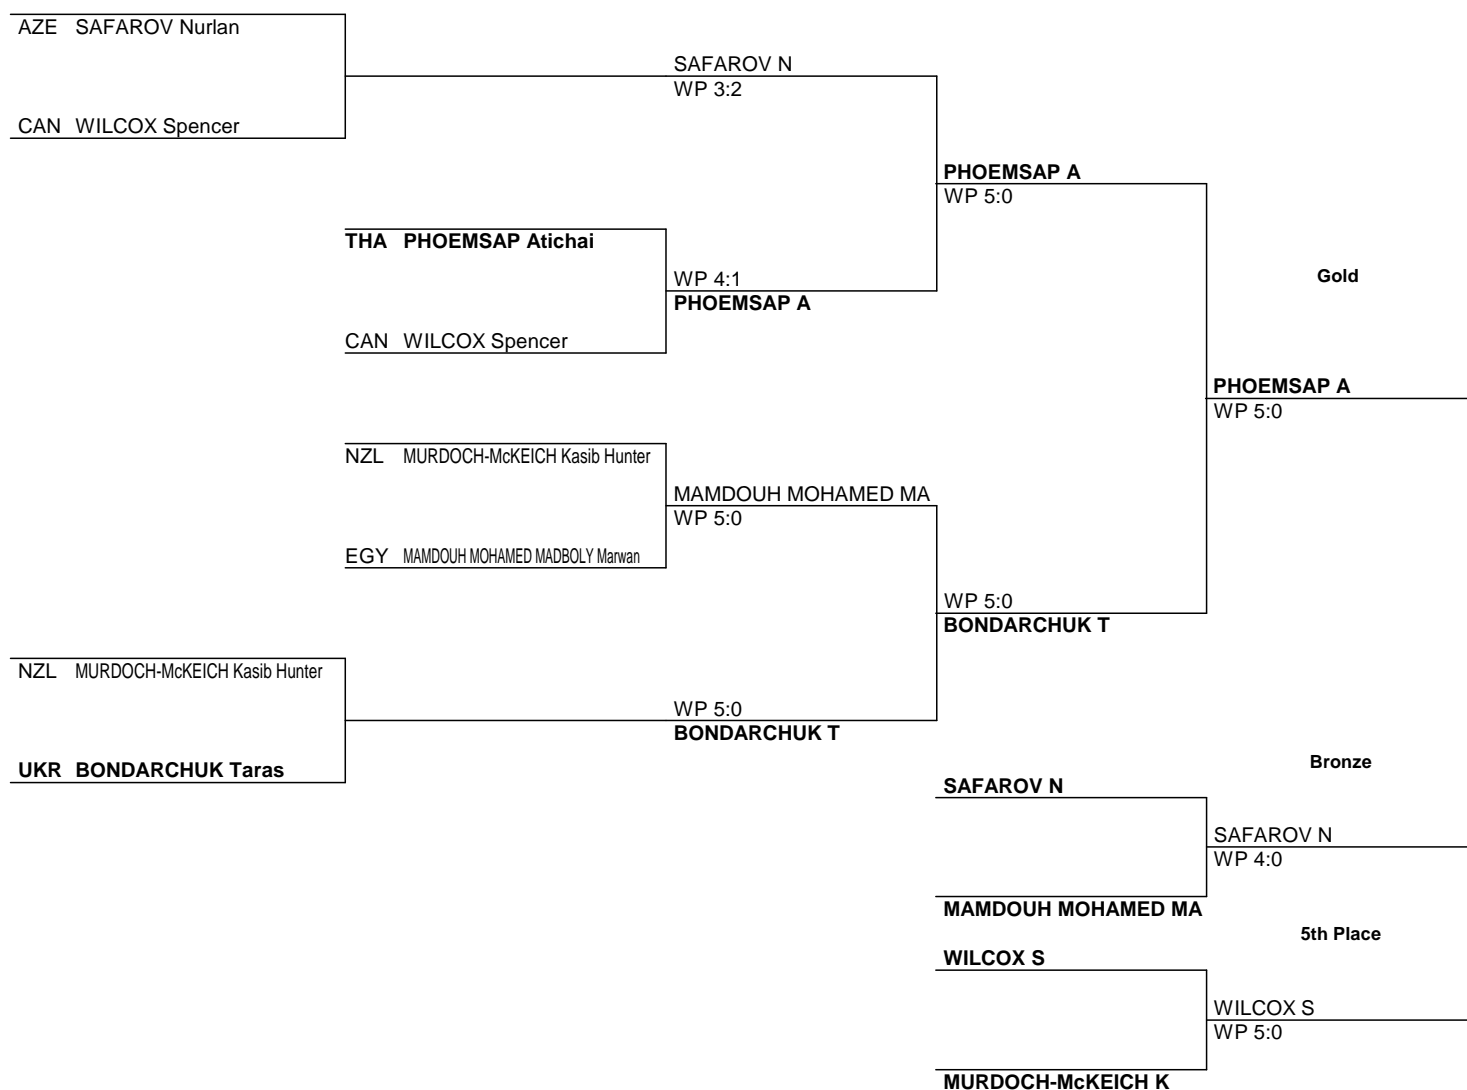 AZE SAFAROV Nurlan
SAFAROV N
WP 3:2
CAN WILCOX Spencer
PHOEMSAP A
WP 5:0
THA PHOEMSAP Atichai
WP 4:1
Gold
PHOEMSAP A
CAN WILCOX Spencer
PHOEMSAP A
WP 5:0
NZL MURDOCH-McKEICH Kasib Hunter
MAMDOUH MOHAMED MA
WP 5:0
EGY MAMDOUH MOHAMED MADBOLY Marwan
WP 5:0
BONDARCHUK T
NZL MURDOCH-McKEICH Kasib Hunter
WP 5:0
BONDARCHUK T
UKR BONDARCHUK Taras
Bronze
SAFAROV N
SAFAROV N
WP 4:0
MAMDOUH MOHAMED MA
5th Place
WILCOX S
WILCOX S
WP 5:0
MURDOCH-McKEICH K